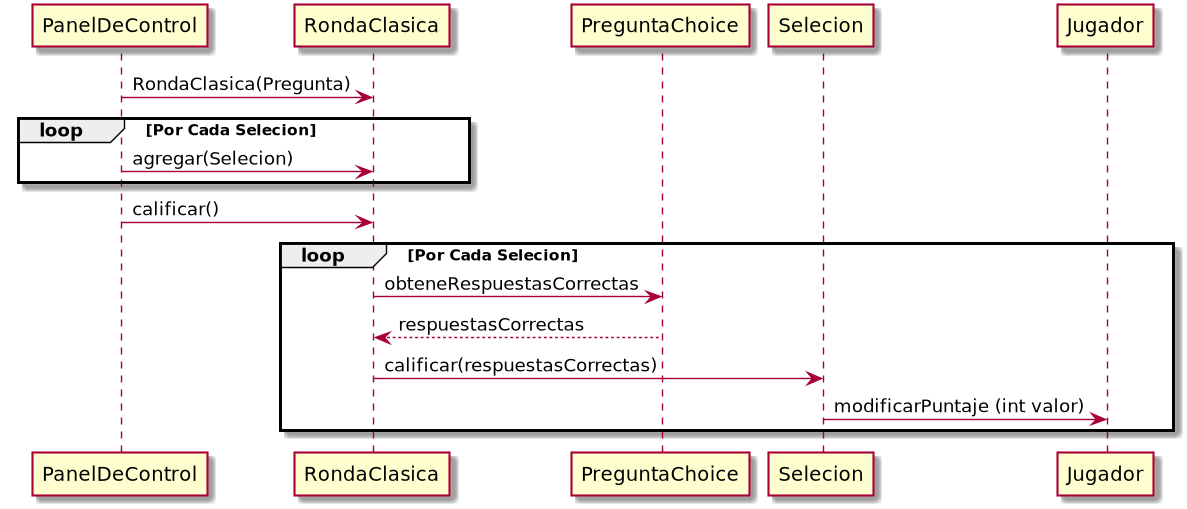 PanelDeControl RondaClasica PreguntaChoice Selecion Jugador
RondaClasica(Pregunta)
loop [Por Cada Selecion]
agregar(Selecion)
calificar()
loop [Por Cada Selecion]
obteneRespuestasCorrectas
respuestasCorrectas
calificar(respuestasCorrectas)
modificarPuntaje (int valor)
PanelDeControl RondaClasica PreguntaChoice Selecion Jugador